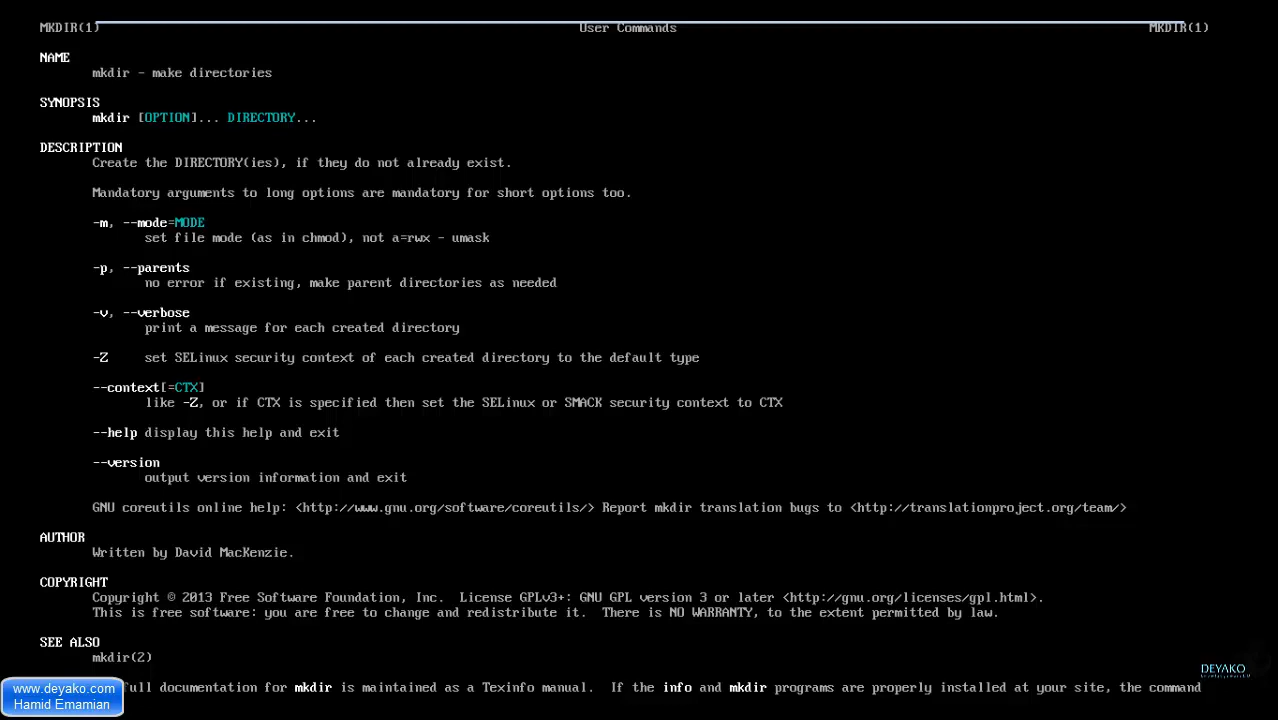 MKDIR(1) User Commands MKDIR(1)
NAME
mkdir - make directories
SYNOPSIS
mkdir [OPTION]... DIRECTORY...
DESCRIPTION
Create the DIRECTORY(ies), if they do not already exist.
Mandatory arguments to long options are mandatory for short options too.
-m, --mode=MODE
set file mode (as in chmod), not a=rwx - umask
-p, --parents
no error if existing, make parent directories as needed
-v, --verbose
print a message for each created directory
-Z set SELinux security context of each created directory to the default type
--context[=CTX]
like -Z, or if CTX is specified then set the SELinux or SMACK security context to CTX
--help display this help and exit
--version
output version information and exit
GNU coreutils online help: <http://www.gnu.org/software/coreutils/> Report mkdir translation bugs to <http://translationproject.org/team/>
AUTHOR
Written by David MacKenzie.
COPYRIGHT
Copyright © 2013 Free Software Foundation, Inc. License GPLv3+: GNU GPL version 3 or later <http://gnu.org/licenses/gpl.html>.
This is free software: you are free to change and redistribute it. There is NO WARRANTY, to the extent permitted by law.
SEE ALSO
mkdir(2)
full documentation for mkdir is maintained as a Texinfo manual. If the info and mkdir programs are properly installed at your site, the command
www.deyako.com
Hamid Emamian
DEYAKO